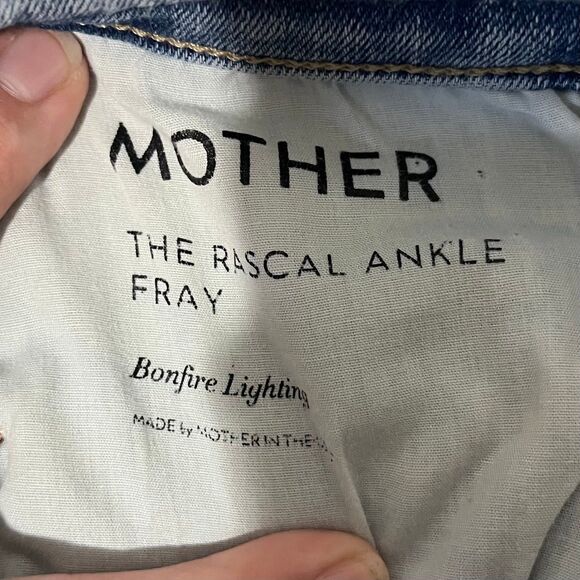 MOTHER
THE RASCAL ANKLE
FRAY
Bonfire Lighting
MADE by MOTHER IN THE